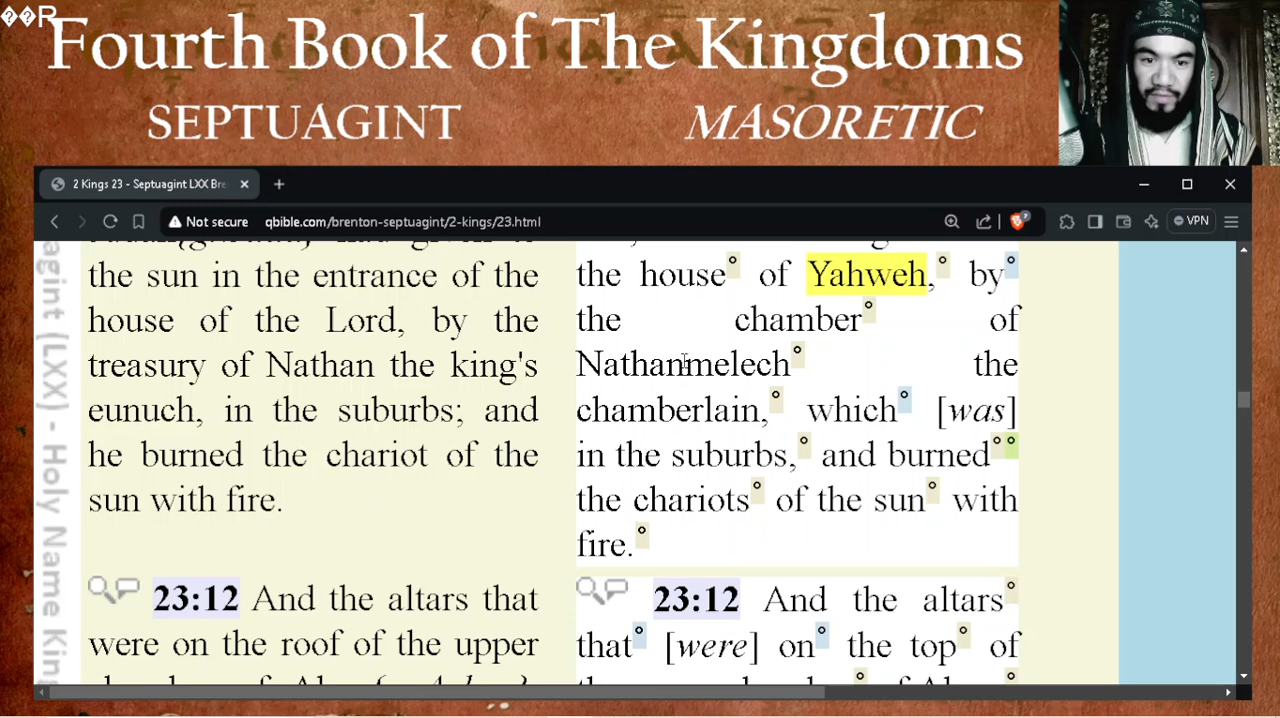 ��R
Fourth Book of The Kingdoms
SEPTUAGINT
MASORETIC
2 Kings 23 - Septuagint LXX Bre
Not secure
qbible.com/brenton-septuagint/2-kings/23.html
VPN
agint (LXX) - Holy Name Kin
the sun in the entrance of the
house of the Lord, by the
treasury of Nathan the king's
eunuch, in the suburbs; and
he burned the chariot of the
sun with fire.
23:12 And the altars that
were on the roof of the upper
the house° of Yahweh,° by°
the chamber° of
Nathanmelech° the
chamberlain,° which° [was]
in the suburbs,° and burned°°
the chariots° of the sun° with
fire.°
23:12 And the altars°
that° [were] on° the top° of